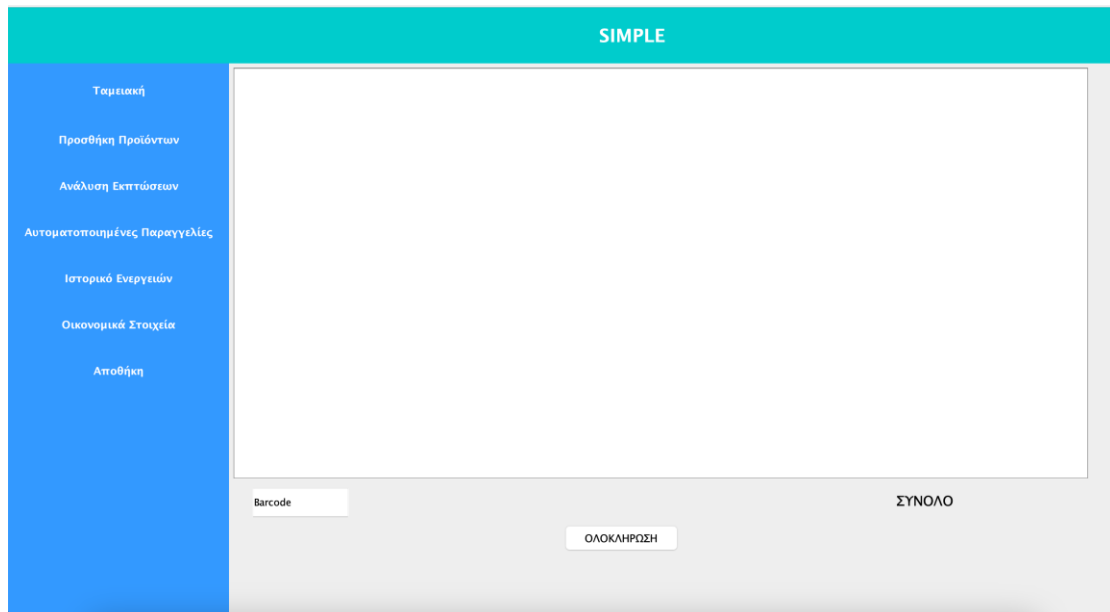 SIMPLE
Ταμειακή
Προσθήκη Προϊόντων
Ανάλυση Εκπτώσεων
Αυτοματοποιημένες Παραγγελίες
Ιστορικό Ενεργειών
Οικονομικά Στοιχεία
Αποθήκη
Barcode
ΣΥΝΟΛΟ
ΟΛΟΚΛΗΡΩΣΗ